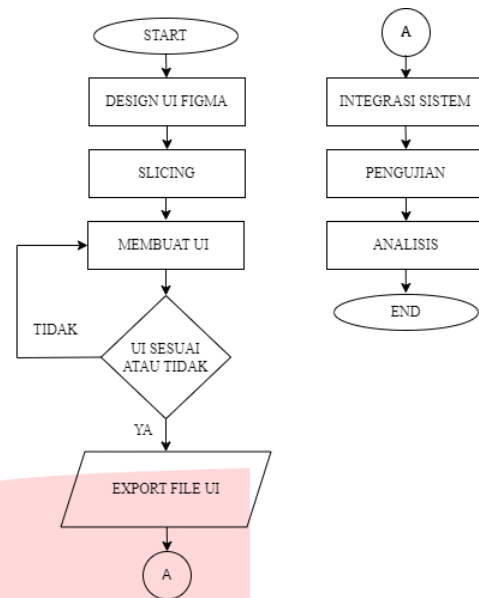 START
DESIGN UI FIGMA
SLICING
MEMBUAT UI
TIDAK
UI SESUAI
ATAU TIDAK
YA
EXPORT FILE UI
A
A
INTEGRASI SISTEM
PENGUJIAN
ANALISIS
END